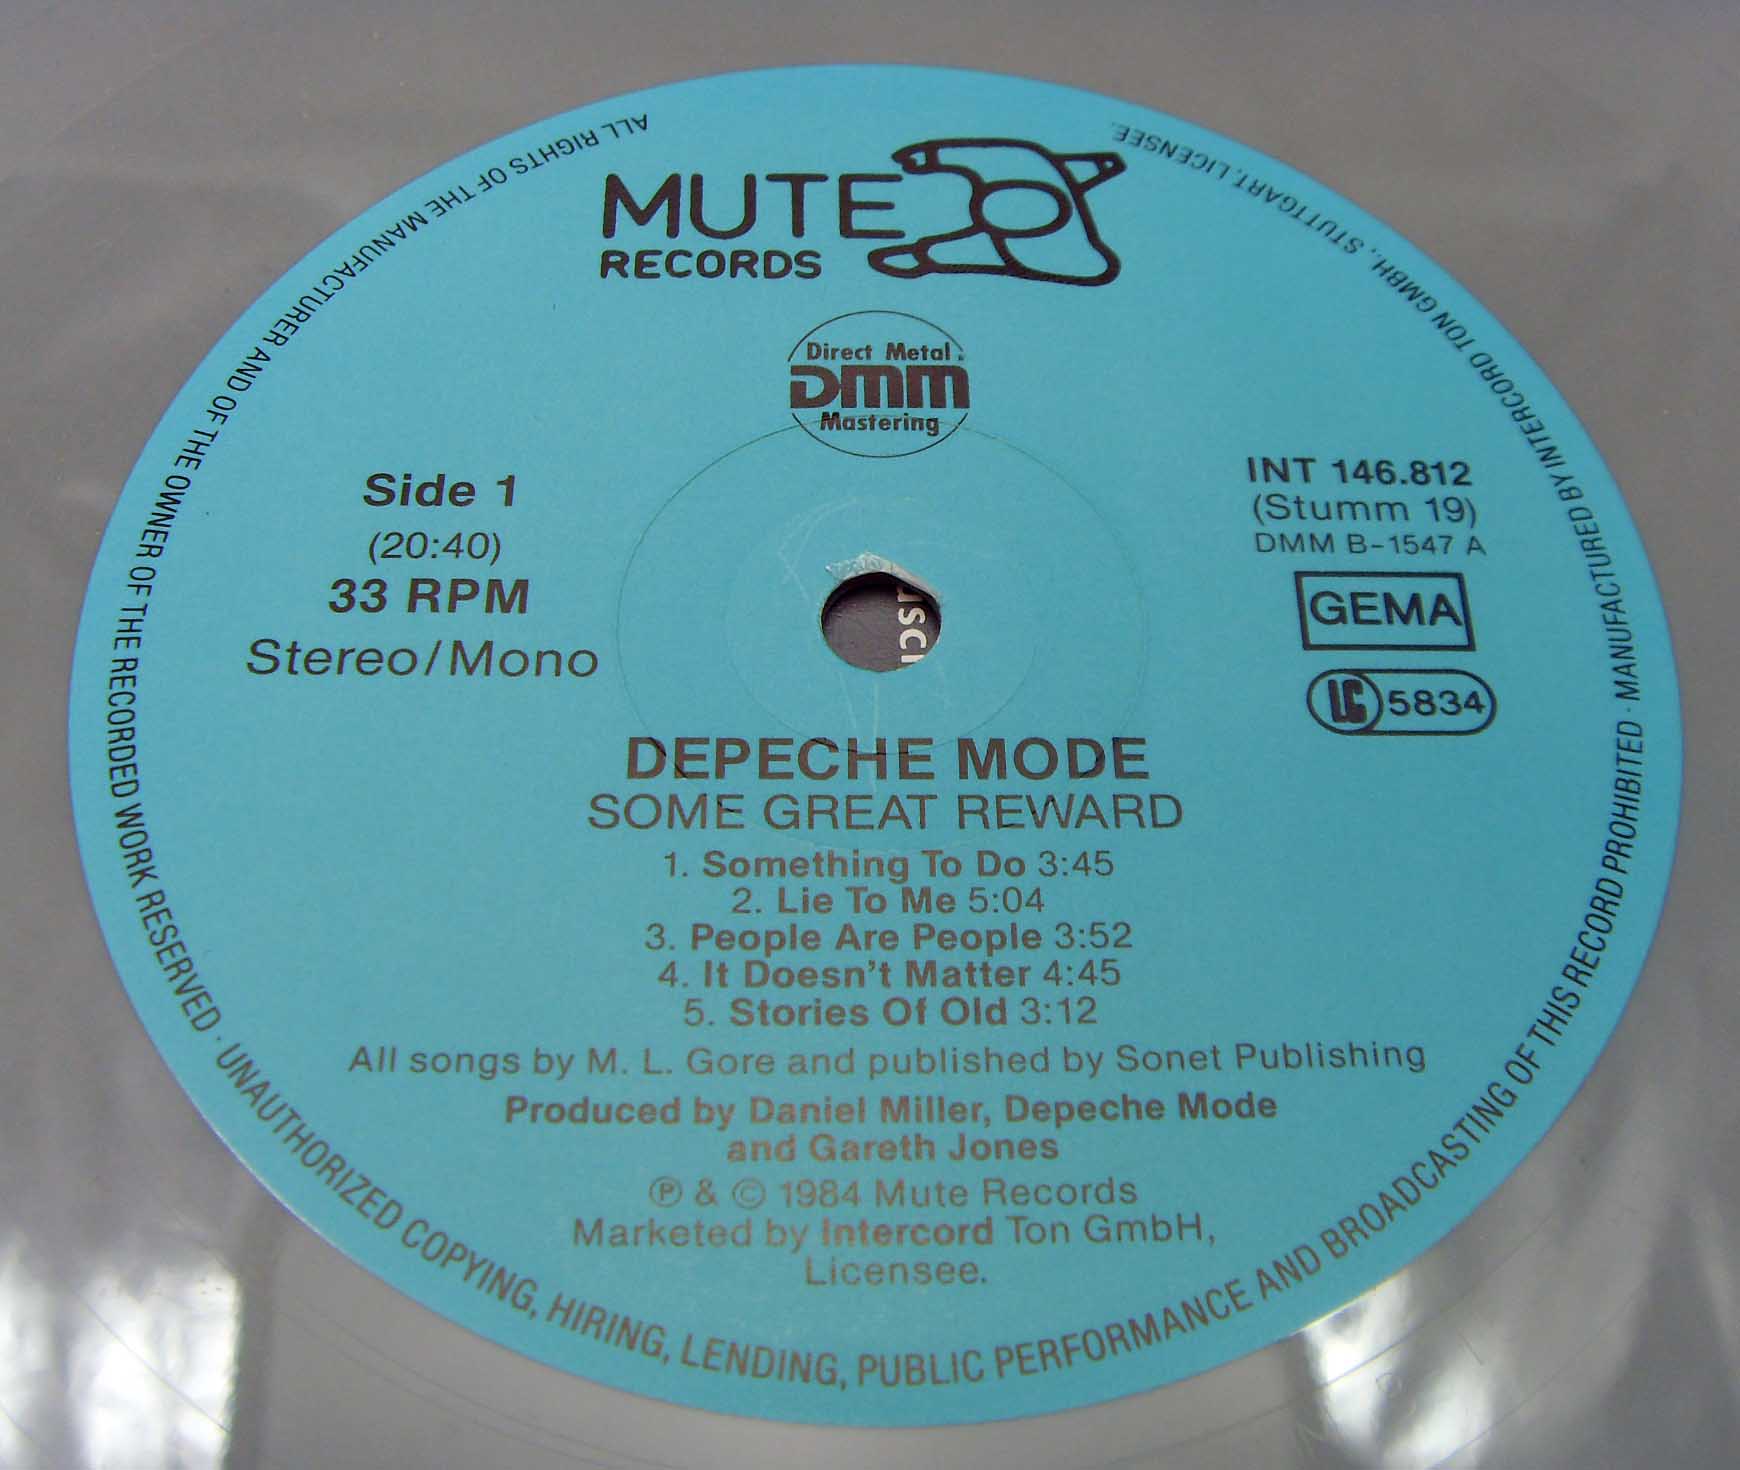 MUTE
RECORDS
Direct Metal
DMM
Mastering
Side 1
(20:40)
33 RPM
Stereo/Mono
INT 146.812
(Stumm 19)
DMM B-1547 A
GEMA
LC 5834
DEPECHE MODE
SOME GREAT REWARD
1. Something To Do 3:45
2. Lie To Me 5:04
3. People Are People 3:52
4. It Doesn't Matter 4:45
5. Stories Of Old 3:12
All songs by M. L. Gore and published by Sonet Publishing
Produced by Daniel Miller, Depeche Mode
and Gareth Jones
Ⓟ & © 1984 Mute Records
Marketed by Intercord Ton GmbH,
Licensee.
ALL RIGHTS OF THE MANUFACTURER AND OF THE OWNER OF THE RECORDED WORK RESERVED · UNAUTHORIZED COPYING, HIRING, LENDING, PUBLIC PERFORMANCE AND BROADCASTING OF THIS RECORD PROHIBITED · MANUFACTURED BY INTERCORD TON GMBH., STUTTGART, LICENSEE.